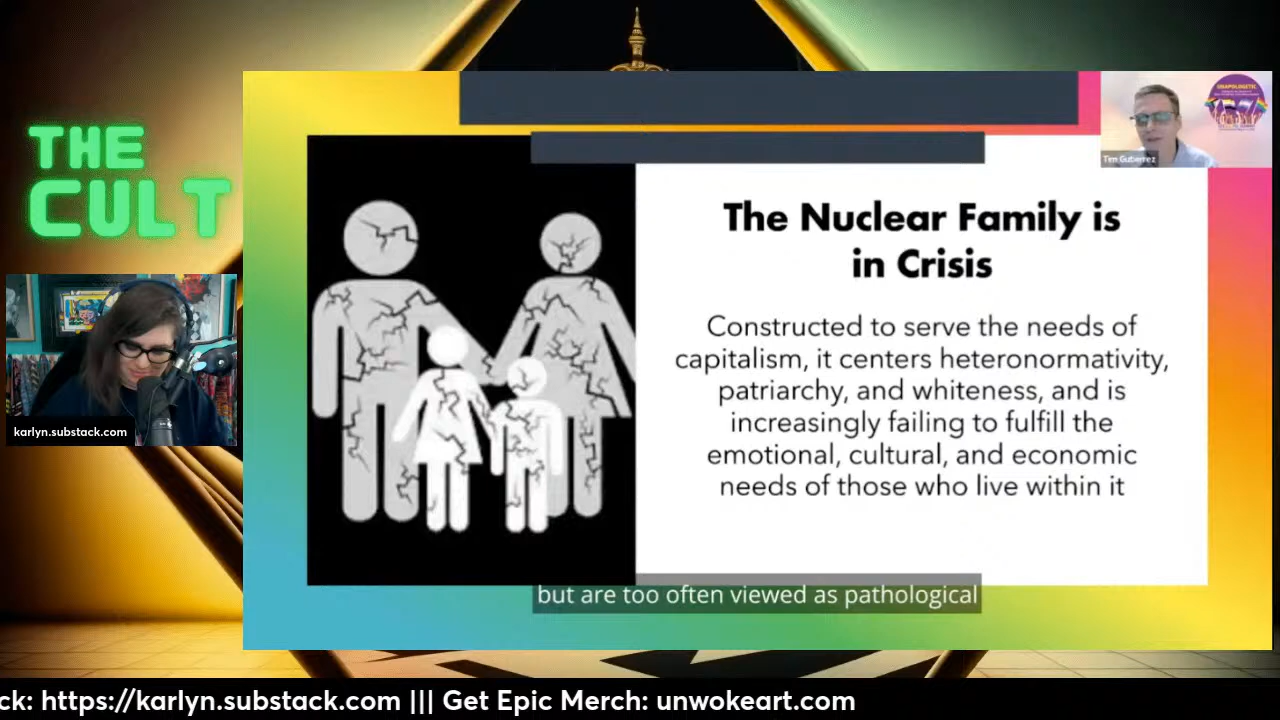 THE
CULT
karlyn.substack.com
UNAPOLOGETIC
Tim Gutierrez
The Nuclear Family is
in Crisis
Constructed to serve the needs of
capitalism, it centers heteronormativity,
patriarchy, and whiteness, and is
increasingly failing to fulfill the
emotional, cultural, and economic
needs of those who live within it
but are too often viewed as pathological
ck: https://karlyn.substack.com ||| Get Epic Merch: unwokeart.com